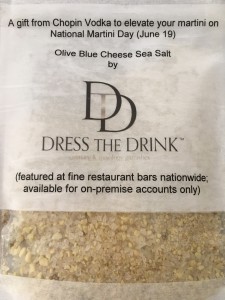 A gift from Chopin Vodka to elevate your martini on
National Martini Day (June 19)
Olive Blue Cheese Sea Salt
by
DTD
DRESS THE DRINK™
(featured at fine restaurant bars nationwide;
available for on-premise accounts only)